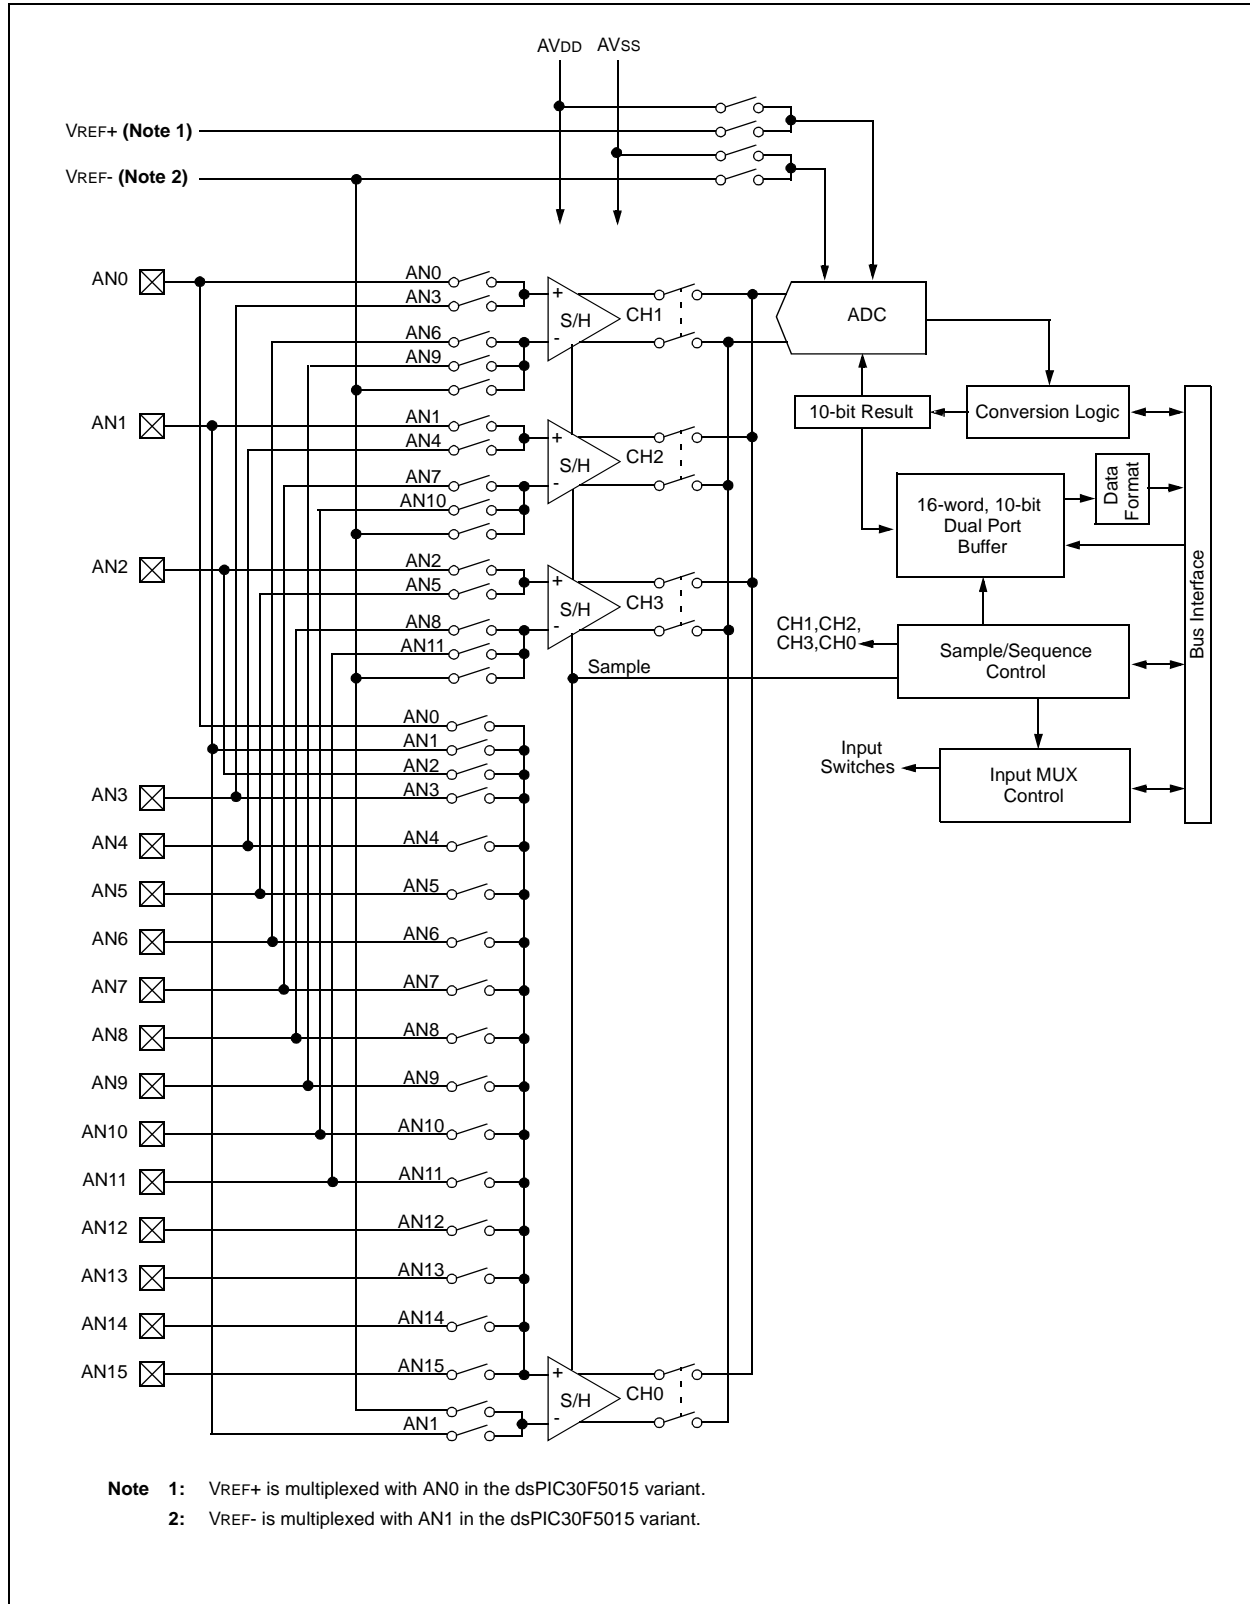 AVDD AVSS
VREF+ (Note 1)
VREF- (Note 2)
AN0
AN0
AN3
AN6
AN9
+
-
S/H
CH1
ADC
AN1
AN1
AN4
AN7
AN10
+
-
S/H
CH2
10-bit Result
Conversion Logic
16-word, 10-bit
Dual Port
Buffer
Data
Format
Bus Interface
AN2
AN2
AN5
AN8
AN11
+
-
S/H
CH3
CH1,CH2,
CH3,CH0
Sample/Sequence
Control
Sample
Input
Switches
Input MUX
Control
AN0
AN1
AN2
AN3 AN3
AN4 AN4
AN5 AN5
AN6 AN6
AN7 AN7
AN8 AN8
AN9 AN9
AN10 AN10
AN11 AN11
AN12 AN12
AN13 AN13
AN14 AN14
AN15 AN15
AN1
+
-
S/H
CH0
Note 1: VREF+ is multiplexed with AN0 in the dsPIC30F5015 variant.
2: VREF- is multiplexed with AN1 in the dsPIC30F5015 variant.